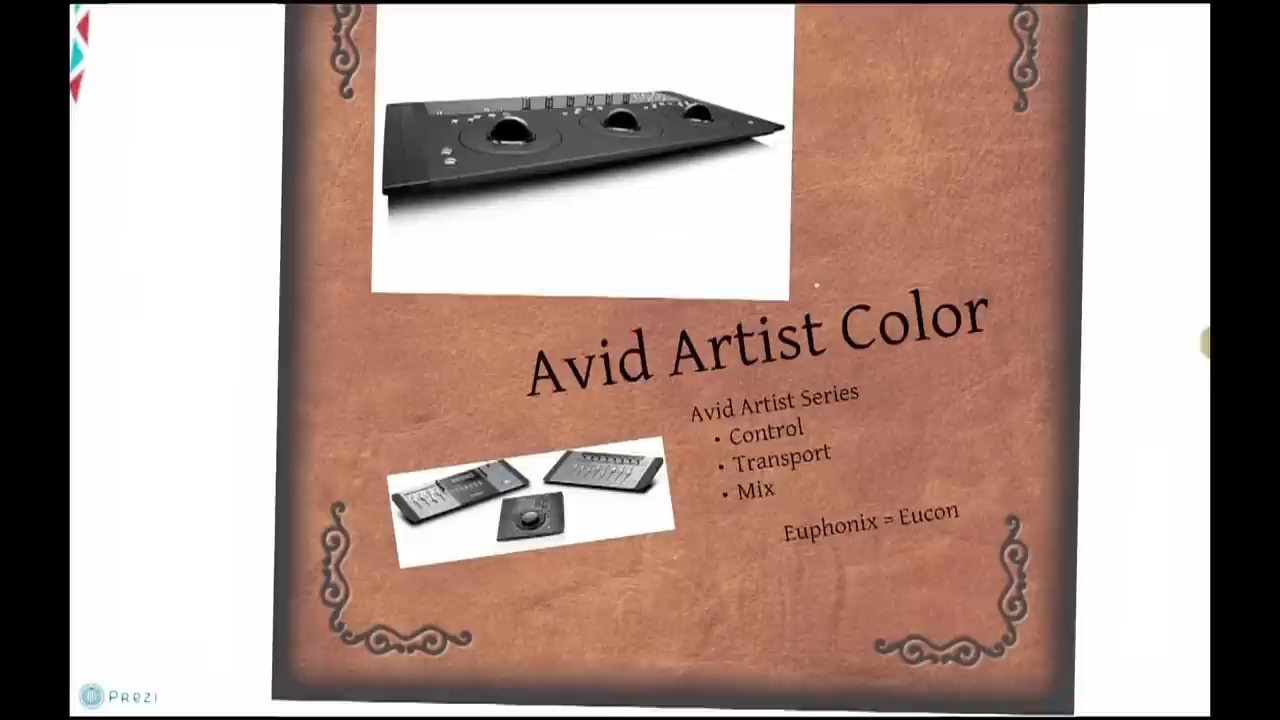 Avid Artist Color
Avid Artist Series
• Control
• Transport
• Mix
Euphonix = Eucon
Prezi